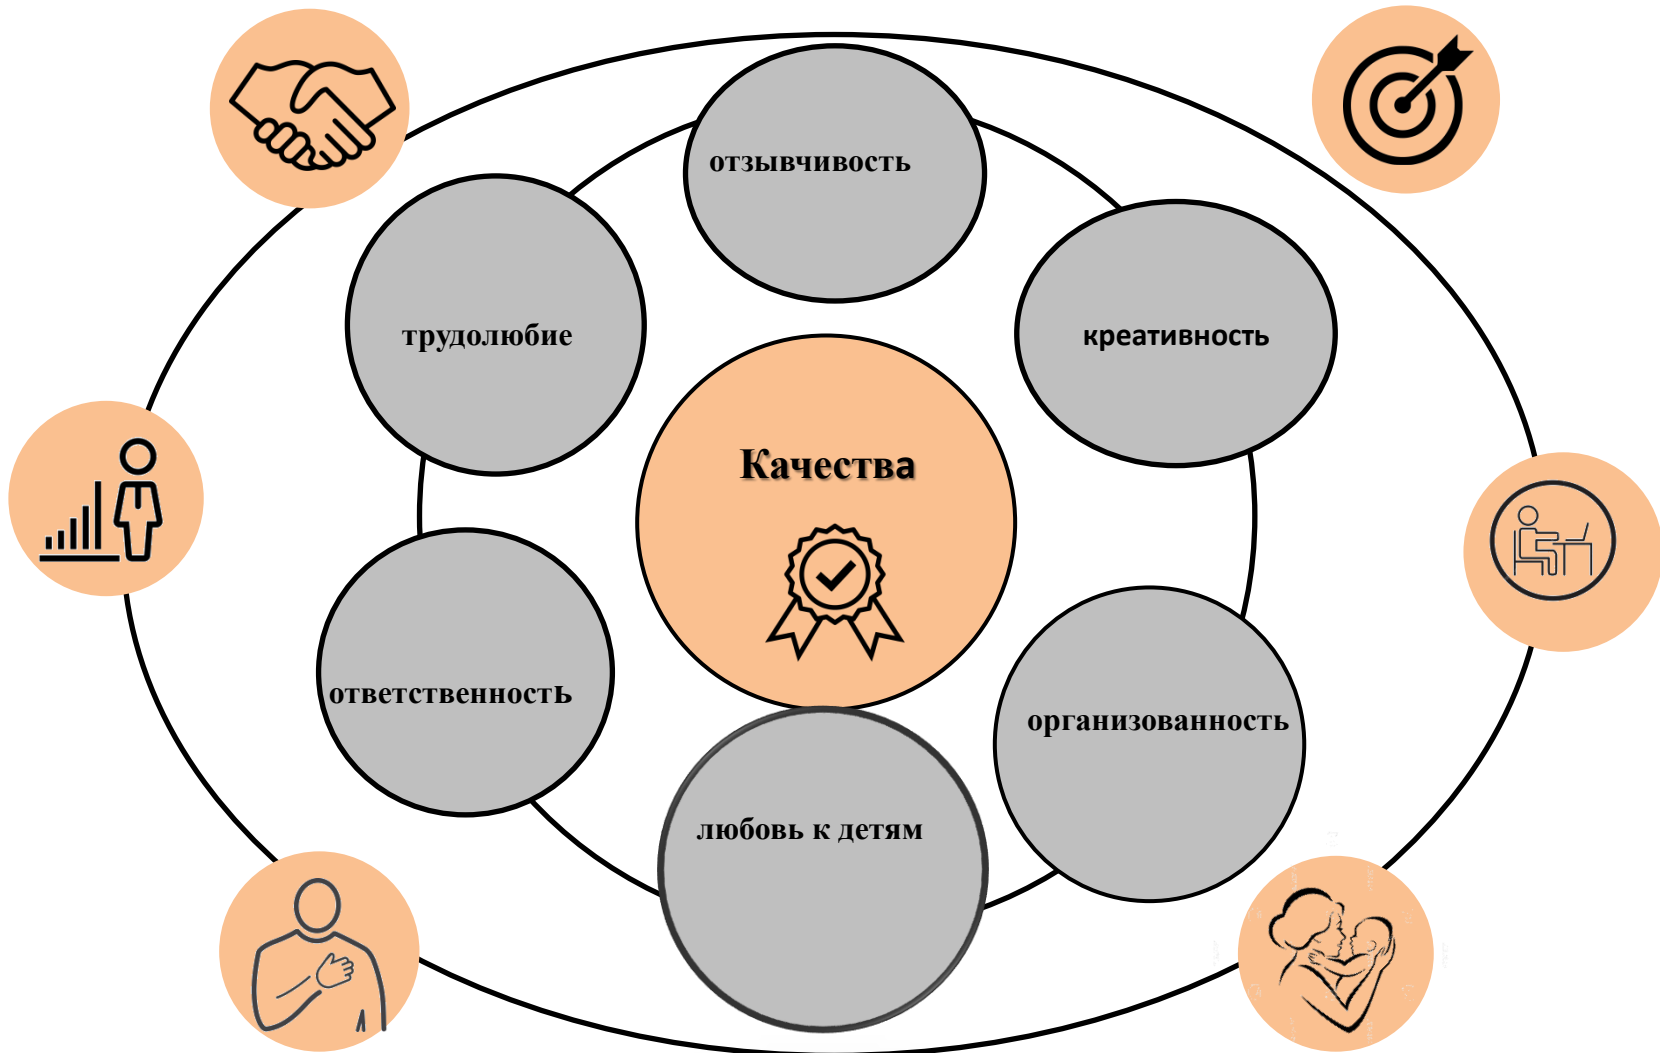 отзывчивость
трудолюбие
креативность
Качества
ответственность
организованность
любовь к детям